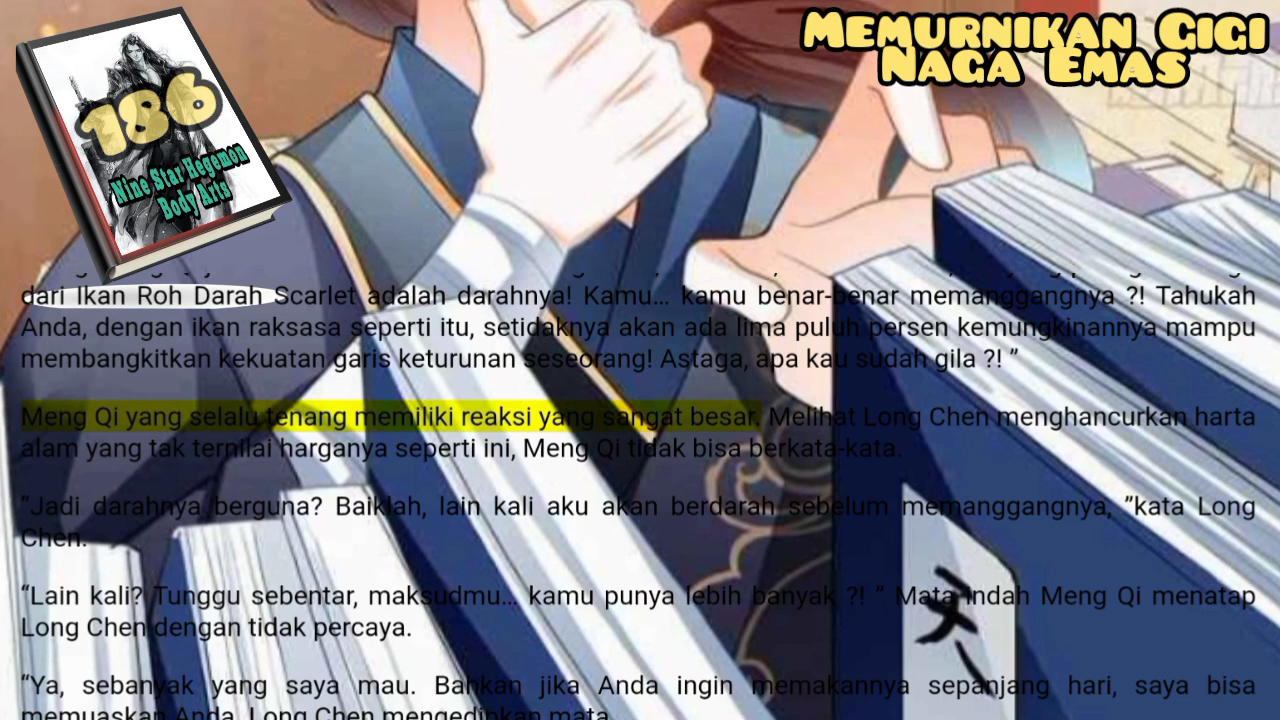 186
Nine Star Hegemon
Body Arts
MEMURNIKAN GIGI
NAGA EMAS
dari Ikan Roh Darah Scarlet adalah darahnya! Kamu... kamu benar-benar memanggangnya ?! Tahukah
Anda, dengan ikan raksasa seperti itu, setidaknya akan ada lima puluh persen kemungkinannya mampu
membangkitkan kekuatan garis keturunan seseorang! Astaga, apa kau sudah gila ?! ”
Meng Qi yang selalu tenang memiliki reaksi yang sangat besar. Melihat Long Chen menghancurkan harta
alam yang tak ternilai harganya seperti ini, Meng Qi tidak bisa berkata-kata.
“Jadi darahnya berguna? Baiklah, lain kali aku akan berdarah sebelum memanggangnya, ”kata Long
Chen.
“Lain kali? Tunggu sebentar, maksudmu... kamu punya lebih banyak ?! ” Mata indah Meng Qi menatap
Long Chen dengan tidak percaya.
“Ya, sebanyak yang saya mau. Bahkan jika Anda ingin memakannya sepanjang hari, saya bisa
memuaskan Anda. Long Chen mengedipkan mata.